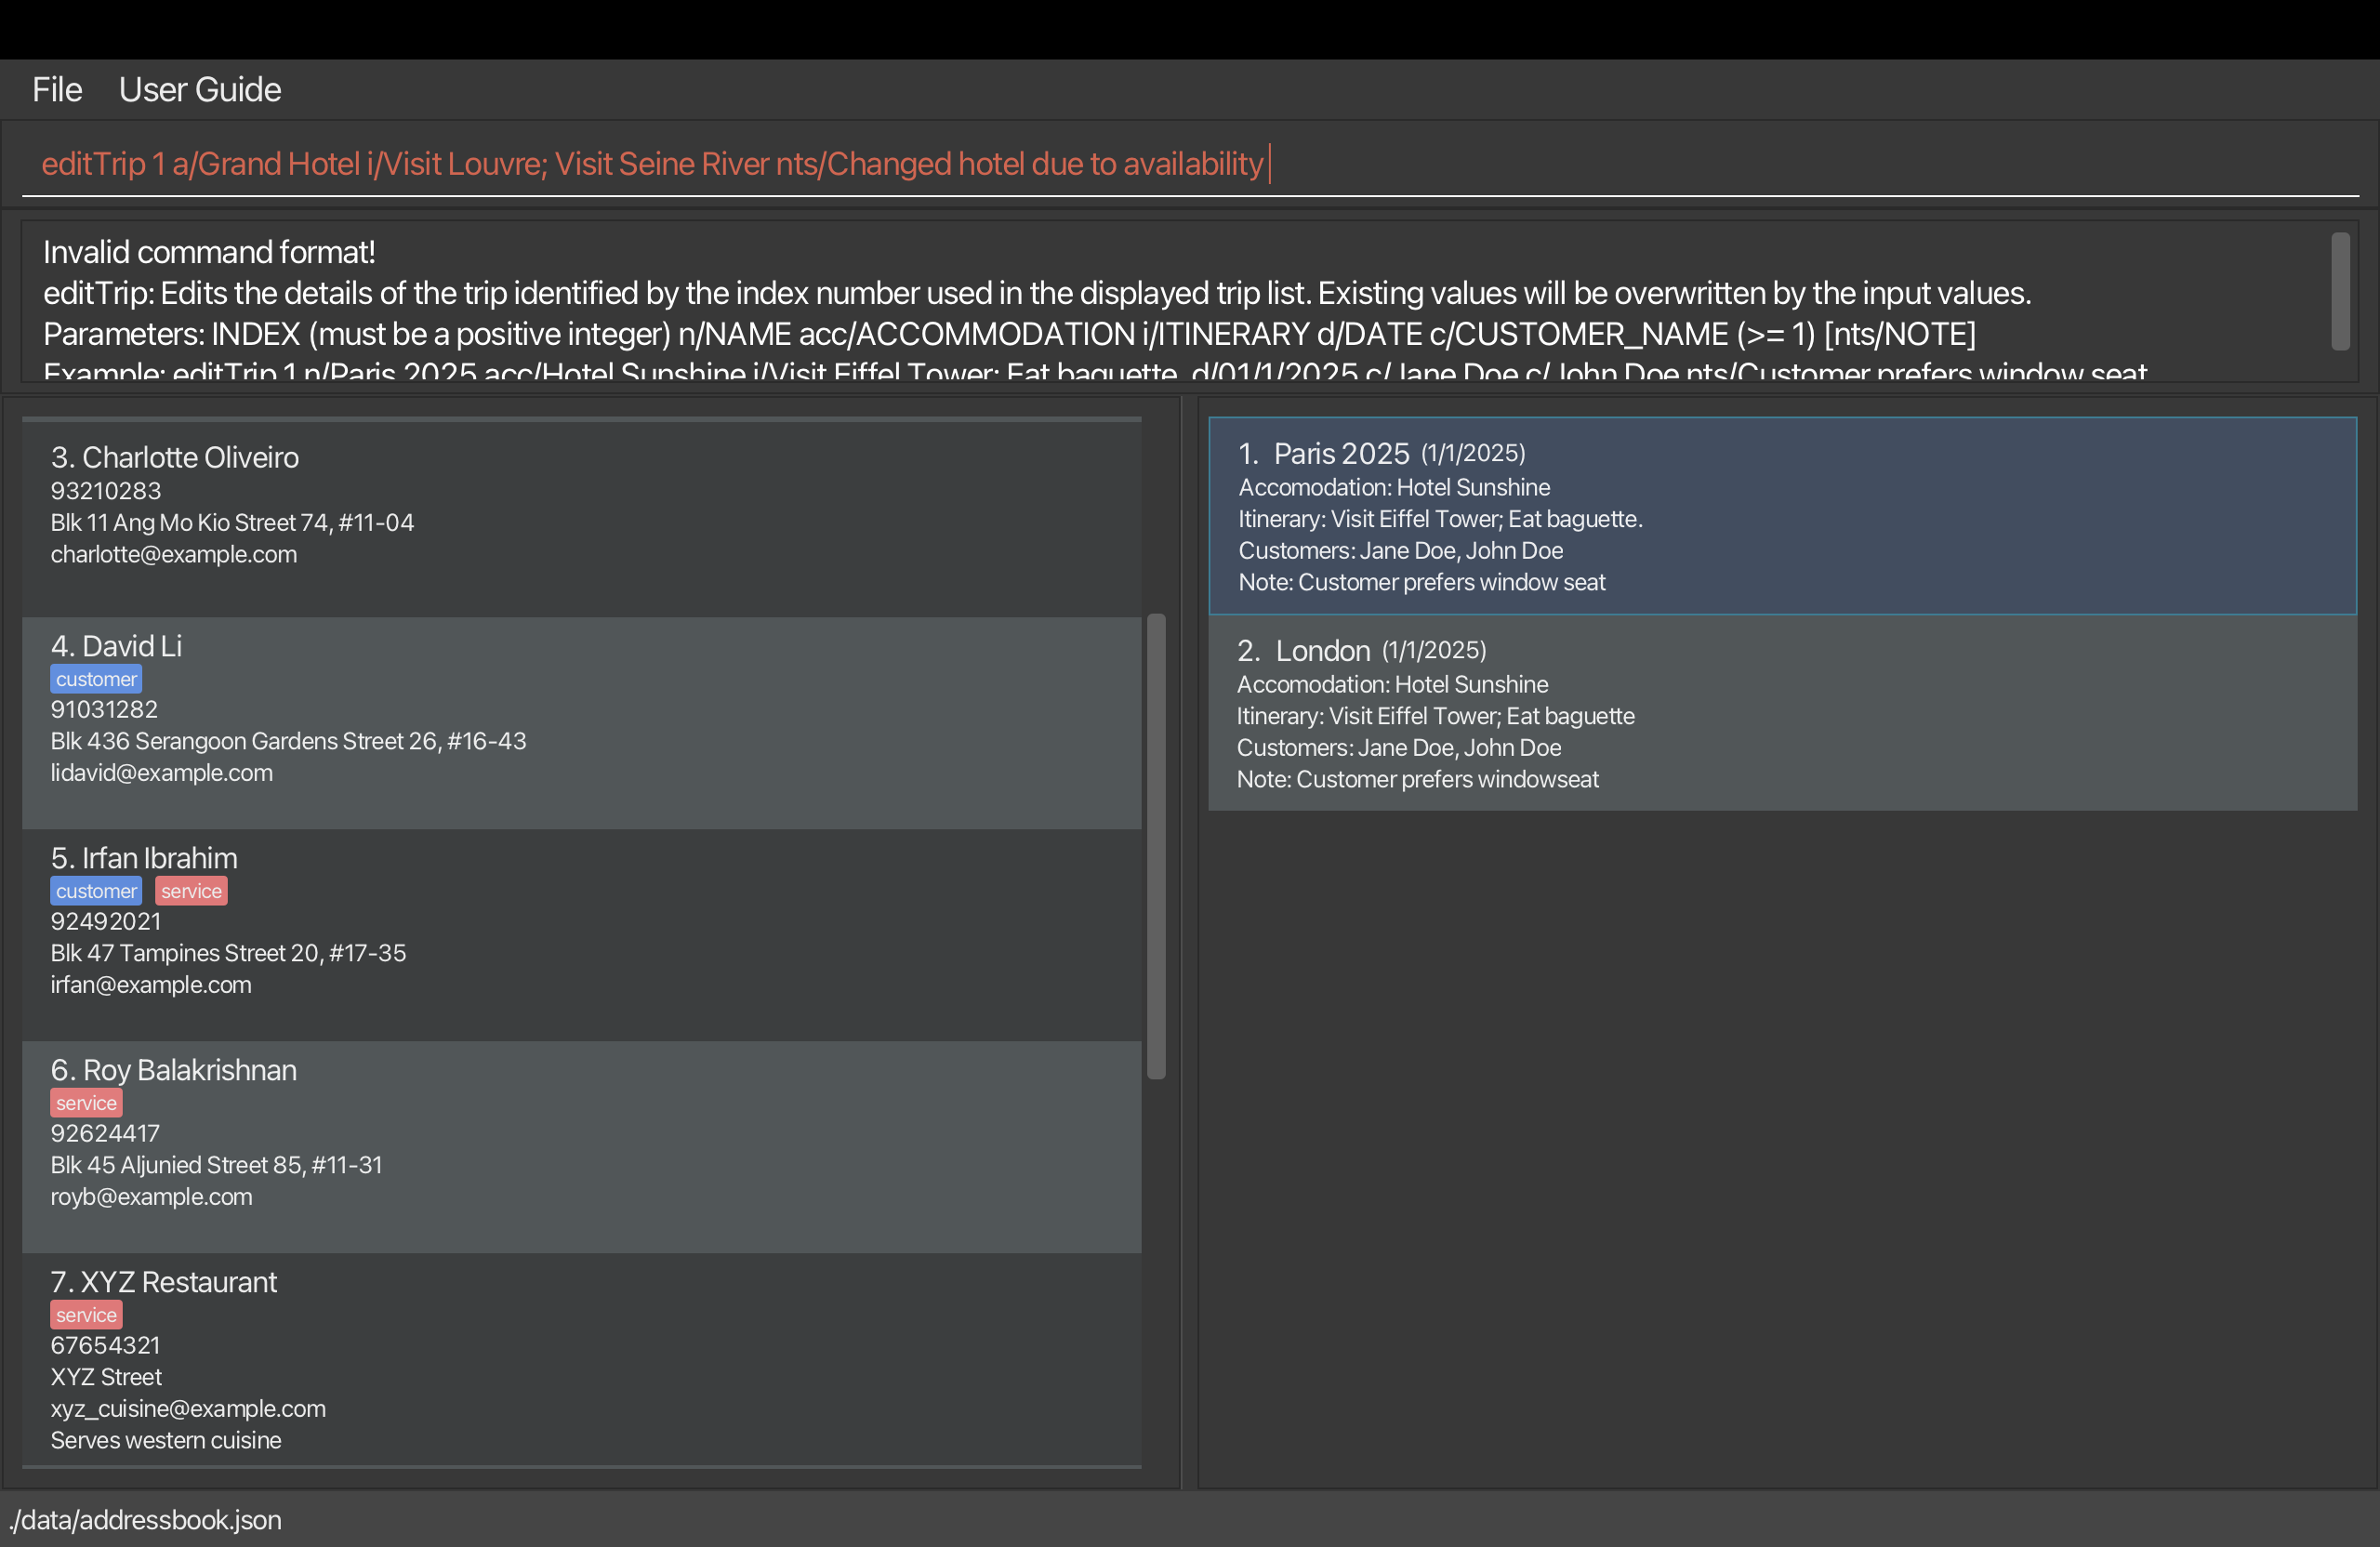 File User Guide
editTrip 1 a/Grand Hotel i/Visit Louvre; Visit Seine River nts/Changed hotel due to availability
Invalid command format!
editTrip: Edits the details of the trip identified by the index number used in the displayed trip list. Existing values will be overwritten by the input values.
Parameters: INDEX (must be a positive integer) n/NAME acc/ACCOMMODATION i/ITINERARY d/DATE c/CUSTOMER_NAME (>= 1) [nts/NOTE]
Example: editTrip 1 n/Paris 2025 acc/Hotel Sunshine i/Visit Eiffel Tower; Eat baguette. d/01/1/2025 c/Jane Doe c/John Doe nts/Customer prefers window seat
3. Charlotte Oliveiro
93210283
Blk 11 Ang Mo Kio Street 74, #11-04
charlotte@example.com
4. David Li
customer
91031282
Blk 436 Serangoon Gardens Street 26, #16-43
lidavid@example.com
5. Irfan Ibrahim
customer service
92492021
Blk 47 Tampines Street 20, #17-35
irfan@example.com
6. Roy Balakrishnan
service
92624417
Blk 45 Aljunied Street 85, #11-31
royb@example.com
7. XYZ Restaurant
service
67654321
XYZ Street
xyz_cuisine@example.com
Serves western cuisine
1. Paris 2025 (1/1/2025)
Accomodation: Hotel Sunshine
Itinerary: Visit Eiffel Tower; Eat baguette.
Customers: Jane Doe, John Doe
Note: Customer prefers window seat
2. London (1/1/2025)
Accomodation: Hotel Sunshine
Itinerary: Visit Eiffel Tower; Eat baguette
Customers: Jane Doe, John Doe
Note: Customer prefers windowseat
./data/addressbook.json